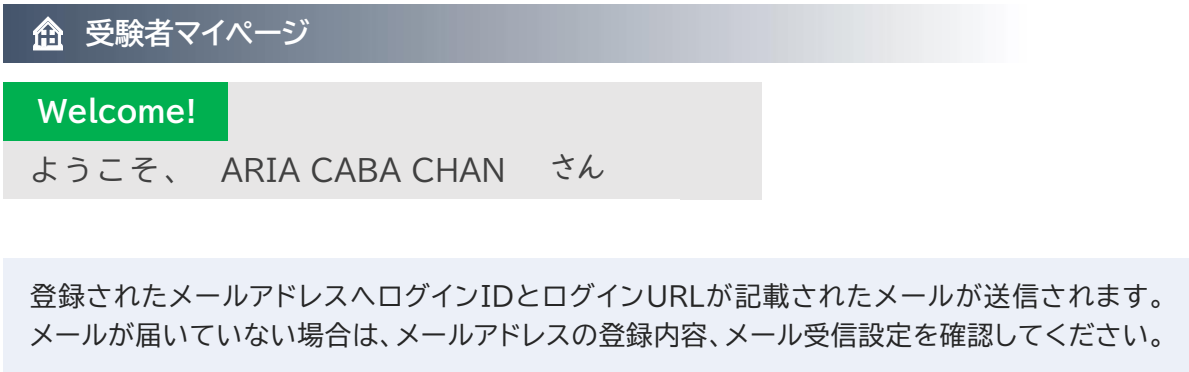 受験者マイページ
Welcome!
ようこそ、 ARIA CABA CHAN さん
登録されたメールアドレスへログインIDとログインURLが記載されたメールが送信されます。
メールが届いていない場合は、メールアドレスの登録内容、メール受信設定を確認してください。